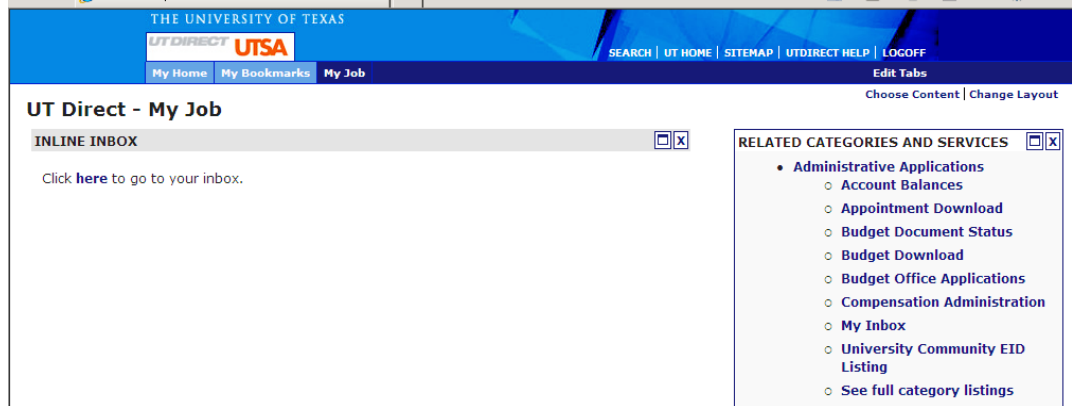 THE UNIVERSITY OF TEXAS
UTDIRECT UTSA
SEARCH | UT HOME | SITEMAP | UTDIRECT HELP | LOGOFF
My Home My Bookmarks My Job Edit Tabs
Choose Content | Change Layout
UT Direct - My Job
INLINE INBOX X
Click here to go to your inbox.
RELATED CATEGORIES AND SERVICES X
• Administrative Applications
○ Account Balances
○ Appointment Download
○ Budget Document Status
○ Budget Download
○ Budget Office Applications
○ Compensation Administration
○ My Inbox
○ University Community EID
Listing
○ See full category listings